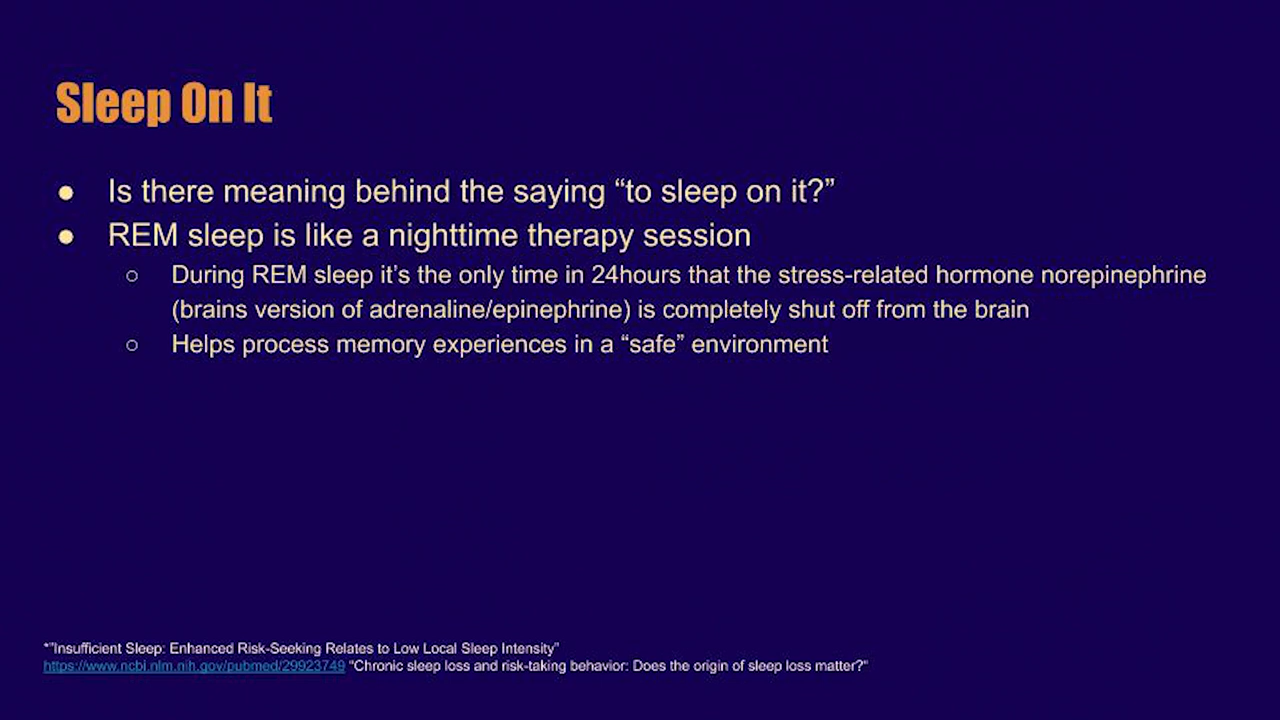 Sleep On It
● Is there meaning behind the saying “to sleep on it?”
● REM sleep is like a nighttime therapy session
○ During REM sleep it’s the only time in 24hours that the stress-related hormone norepinephrine
(brains version of adrenaline/epinephrine) is completely shut off from the brain
○ Helps process memory experiences in a “safe” environment
*”Insufficient Sleep: Enhanced Risk-Seeking Relates to Low Local Sleep Intensity”
https://www.ncbi.nlm.nih.gov/pubmed/29923749 “Chronic sleep loss and risk-taking behavior: Does the origin of sleep loss matter?”